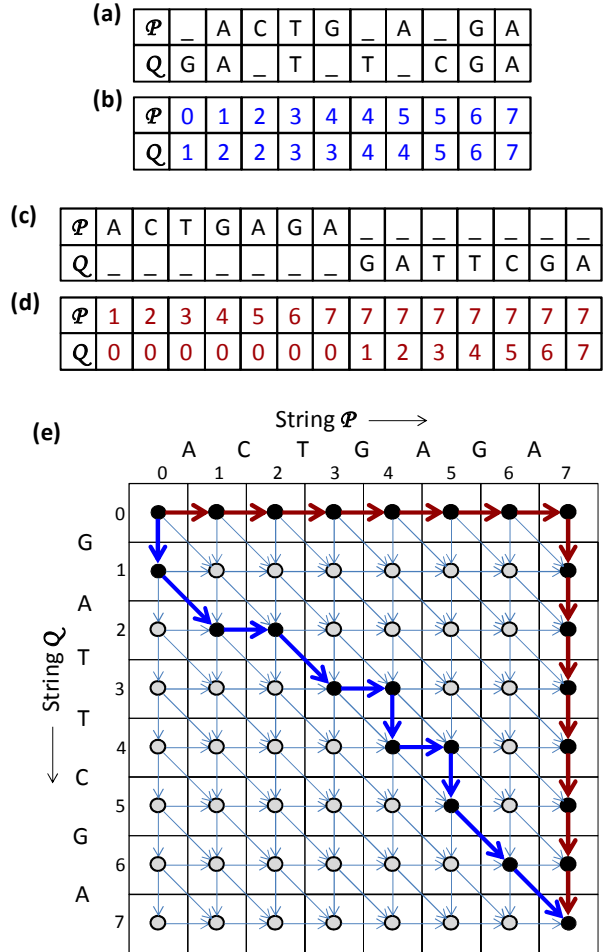 (a)
𝒫 _ A C T G _ A _ G A
Q G A _ T _ T _ C G A
(b)
𝒫 0 1 2 3 4 4 5 5 6 7
Q 1 2 2 3 3 4 4 5 6 7
(c)
𝒫 A C T G A G A _ _ _ _ _ _ _
Q _ _ _ _ _ _ _ G A T T C G A
(d)
𝒫 1 2 3 4 5 6 7 7 7 7 7 7 7 7
Q 0 0 0 0 0 0 0 1 2 3 4 5 6 7
(e)
String 𝒫
A C T G A G A
0 1 2 3 4 5 6 7
String Q
0
G
1
A
2
T
3
T
4
C
5
G
6
A
7